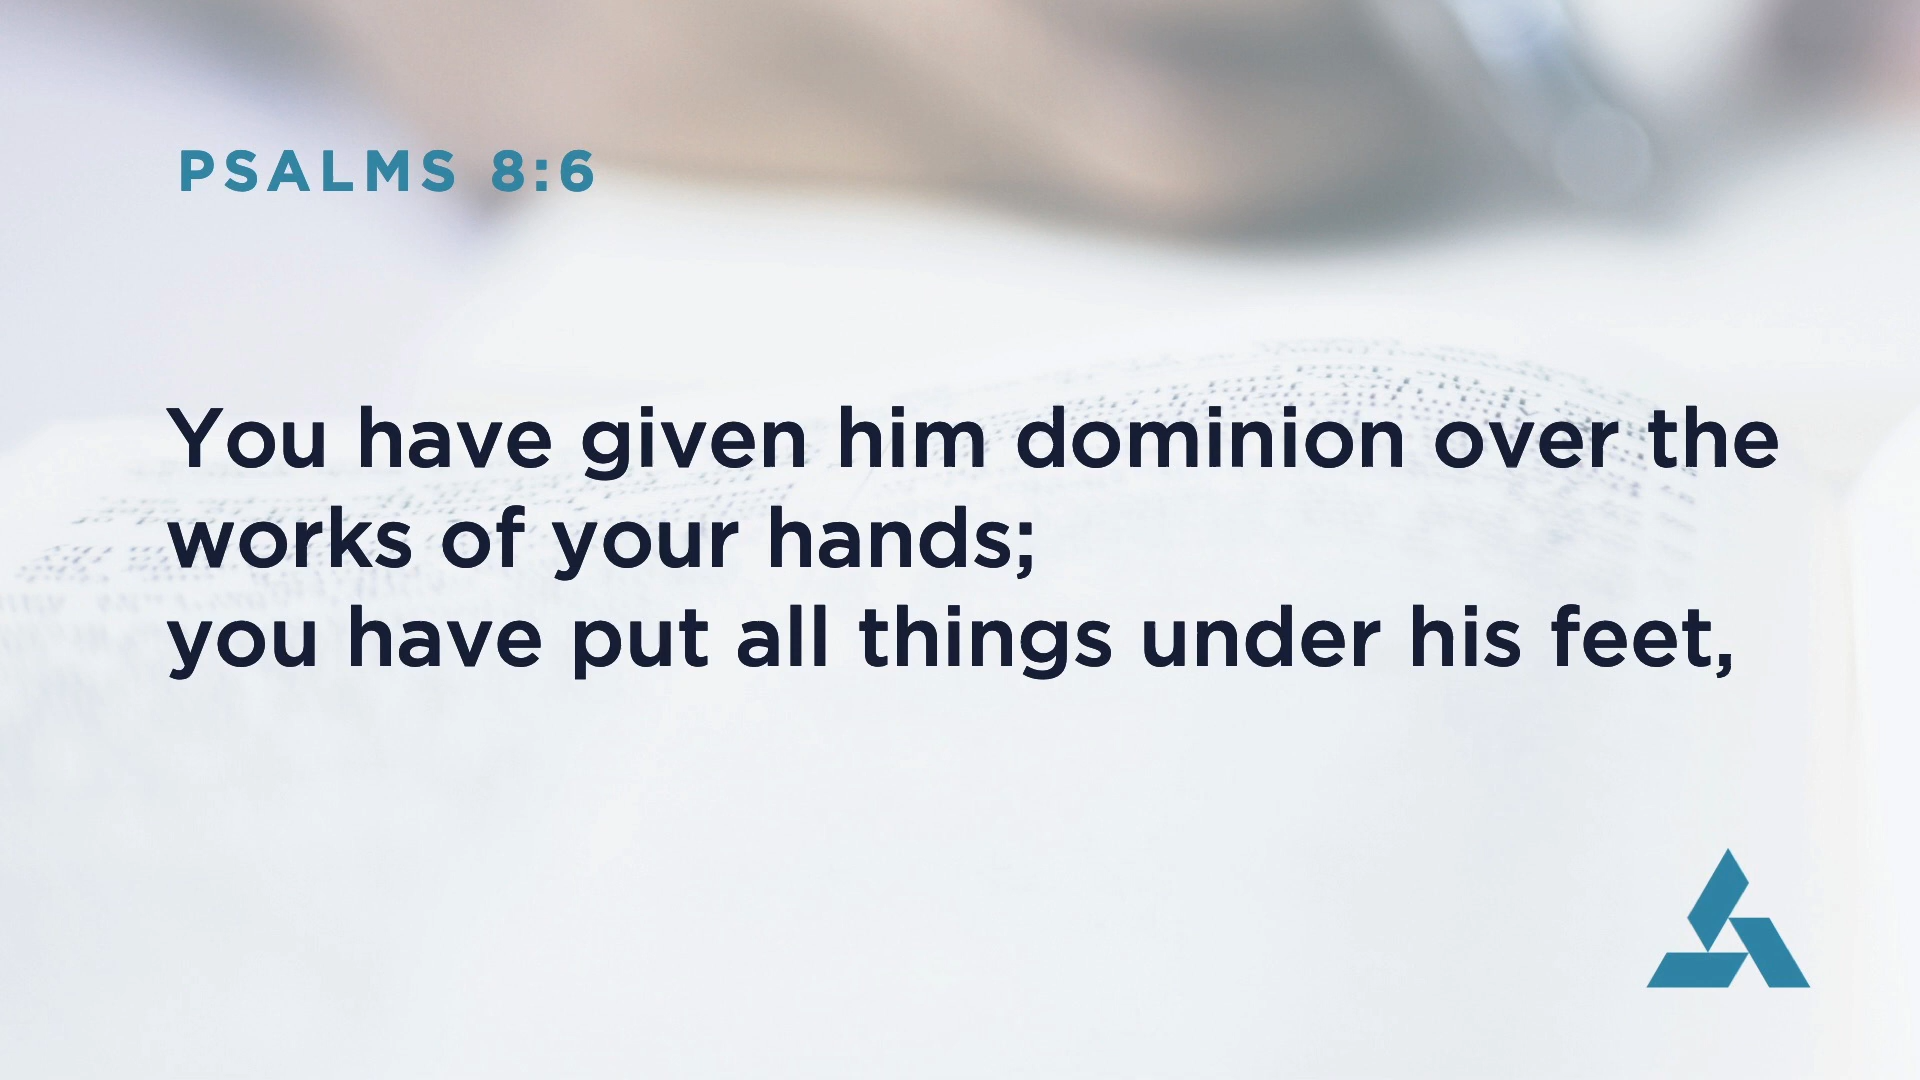 PSALMS 8:6
You have given him dominion over the
works of your hands;
you have put all things under his feet,